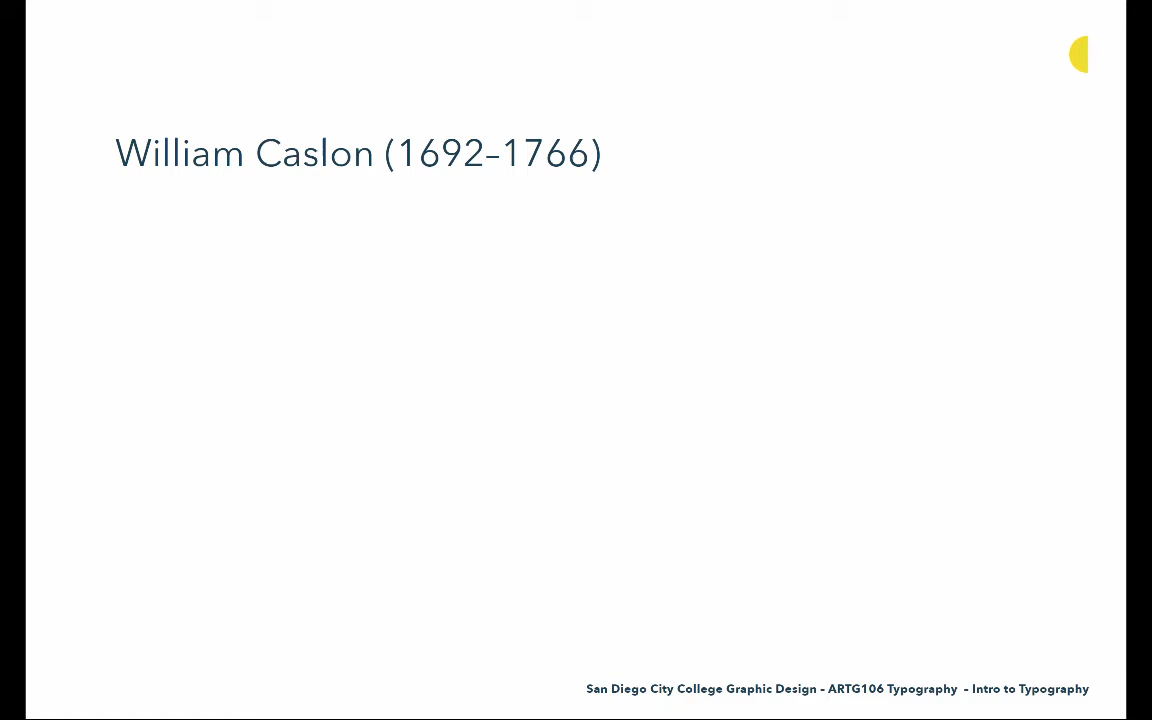 William Caslon (1692–1766)
San Diego City College Graphic Design – ARTG106 Typography – Intro to Typography